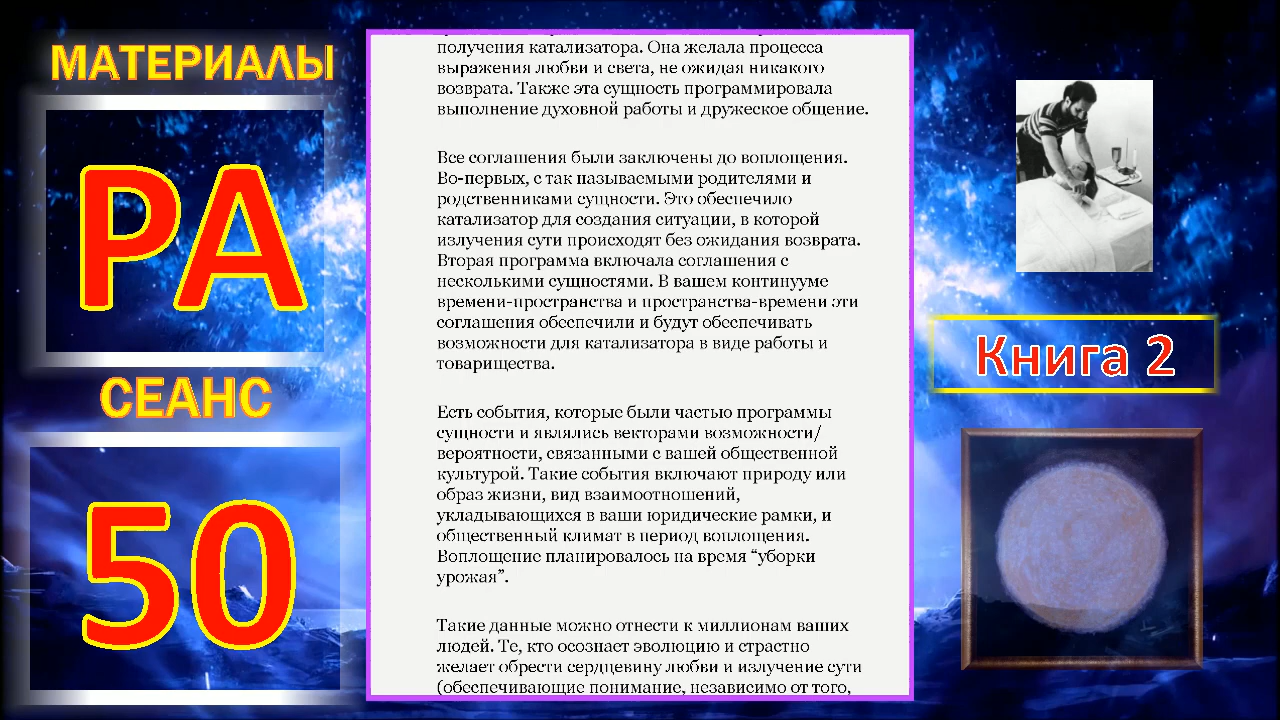 МАТЕРИАЛЫ
РА
СЕАНС
50
получения катализатора. Она желала процесса
выражения любви и света, не ожидая никакого
возврата. Также эта сущность программировала
выполнение духовной работы и дружеское общение.
Все соглашения были заключены до воплощения.
Во-первых, с так называемыми родителями и
родственниками сущности. Это обеспечило
катализатор для создания ситуации, в которой
излучения сути происходят без ожидания возврата.
Вторая программа включала соглашения с
несколькими сущностями. В вашем континууме
времени-пространства и пространства-времени эти
соглашения обеспечили и будут обеспечивать
возможности для катализатора в виде работы и
товарищества.
Есть события, которые были частью программы
сущности и являлись векторами возможности/
вероятности, связанными с вашей общественной
культурой. Такие события включают природу или
образ жизни, вид взаимоотношений,
укладывающихся в ваши юридические рамки, и
общественный климат в период воплощения.
Воплощение планировалось на время “уборки
урожая”.
Такие данные можно отнести к миллионам ваших
людей. Те, кто осознает эволюцию и страстно
желает обрести сердцевину любви и излучение сути
(обеспечивающие понимание, независимо от того,
Книга 2